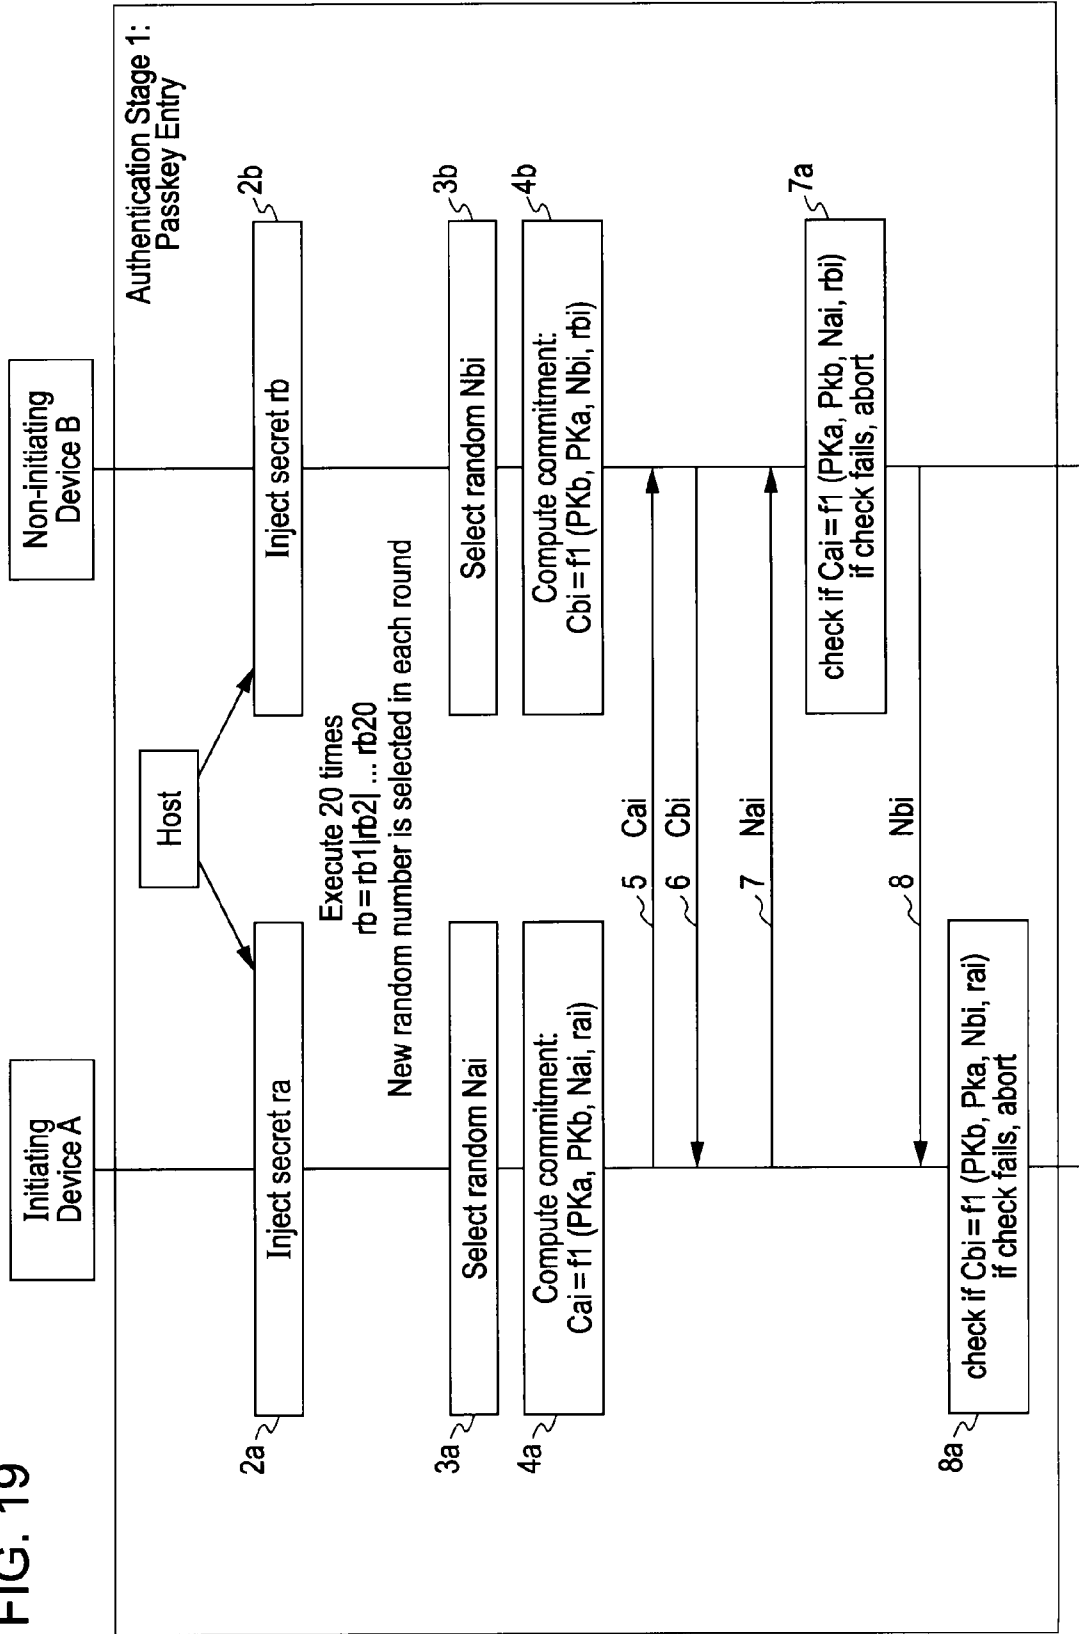 FIG. 19
Initiating
Device A
Non-initiating
Device B
Authentication Stage 1:
Passkey Entry
Host
2a
Inject secret ra
Inject secret rb
2b
Execute 20 times
rb = rb1|rb2| ... rb20
New random number is selected in each round
3a
Select random Nai
Select random Nbi
3b
4a
Compute commitment:
Cai = f1 (PKa, PKb, Nai, rai)
Compute commitment:
Cbi = f1 (PKb, PKa, Nbi, rbi)
4b
5 Cai
6 Cbi
7 Nai
check if Cai = f1 (PKa, Pkb, Nai, rbi)
if check fails, abort
7a
8 Nbi
8a
check if Cbi = f1 (PKb, Pka, Nbi, rai)
if check fails, abort